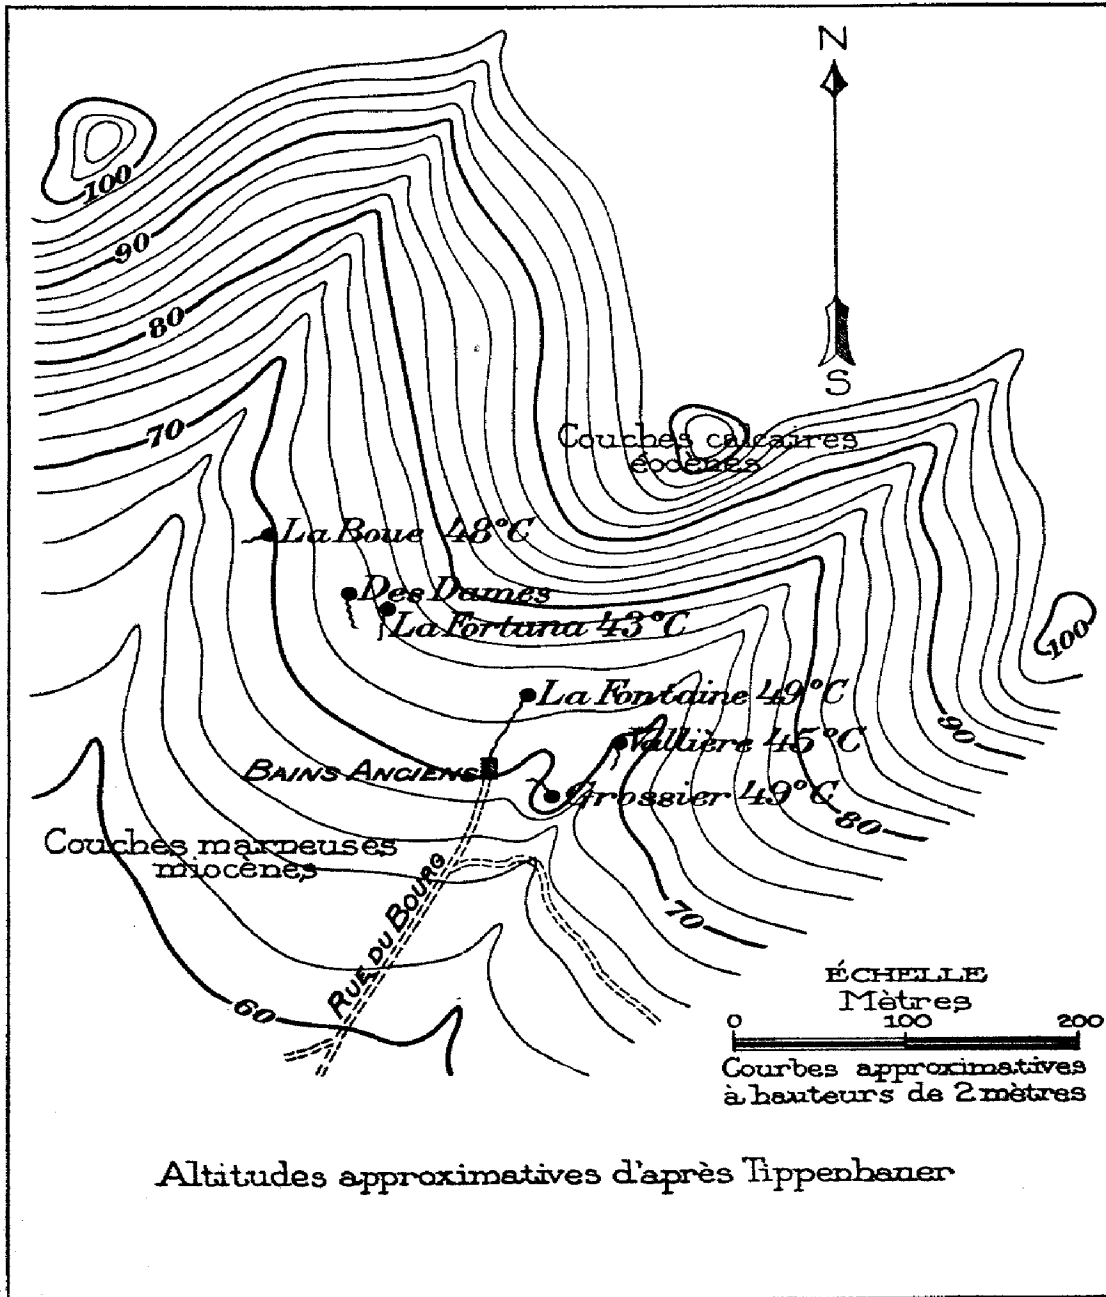 N
S
100
90
80
70
Couches calcaires
éocènes
La Boue 48°C
Des Dames
La Fortuna 43°C
100
La Fontaine 49°C
Vallière 45°C
90
BAINS ANCIENS
Grossier 49°C
80
Couches marneuses
miocènes
RUE DU BOURG
70
60
ÉCHELLE
Mètres
0 100 200
Courbes approximatives
à hauteurs de 2 mètres
Altitudes approximatives d'après Tippenhauer